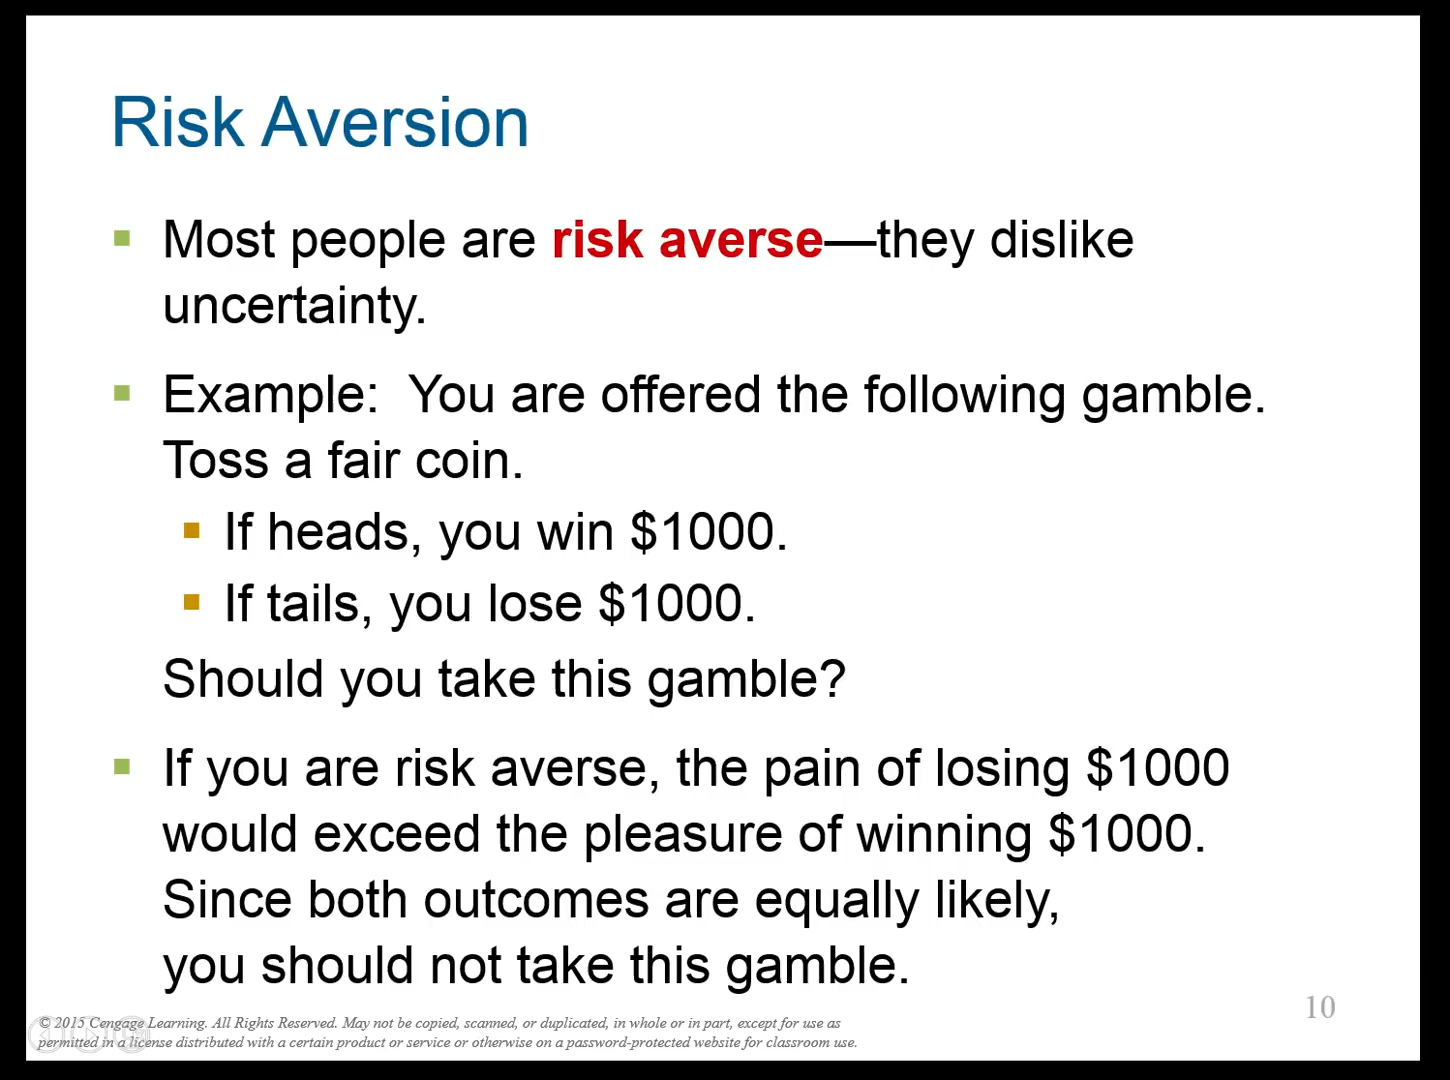 Risk Aversion
Most people are risk averse—they dislike
uncertainty.
Example:  You are offered the following gamble.
Toss a fair coin.
If heads, you win $1000.
If tails, you lose $1000.
Should you take this gamble?
If you are risk averse, the pain of losing $1000
would exceed the pleasure of winning $1000.
Since both outcomes are equally likely,
you should not take this gamble.
10
© 2015 Cengage Learning. All Rights Reserved. May not be copied, scanned, or duplicated, in whole or in part, except for use as
permitted in a license distributed with a certain product or service or otherwise on a password-protected website for classroom use.